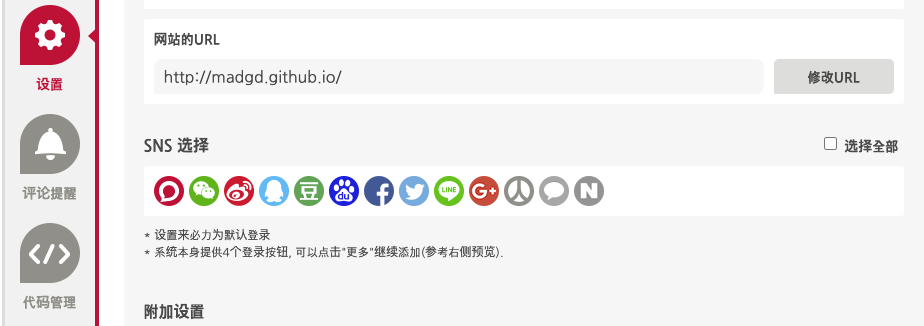 设置
评论提醒
代码管理
网站的URL
http://madgd.github.io/
修改URL
SNS 选择
选择全部
豆
du
f
LINE
G+
N
* 设置来必力为默认登录
* 系统本身提供4个登录按钮, 可以点击"更多"继续添加(参考右侧预览).
附加设置